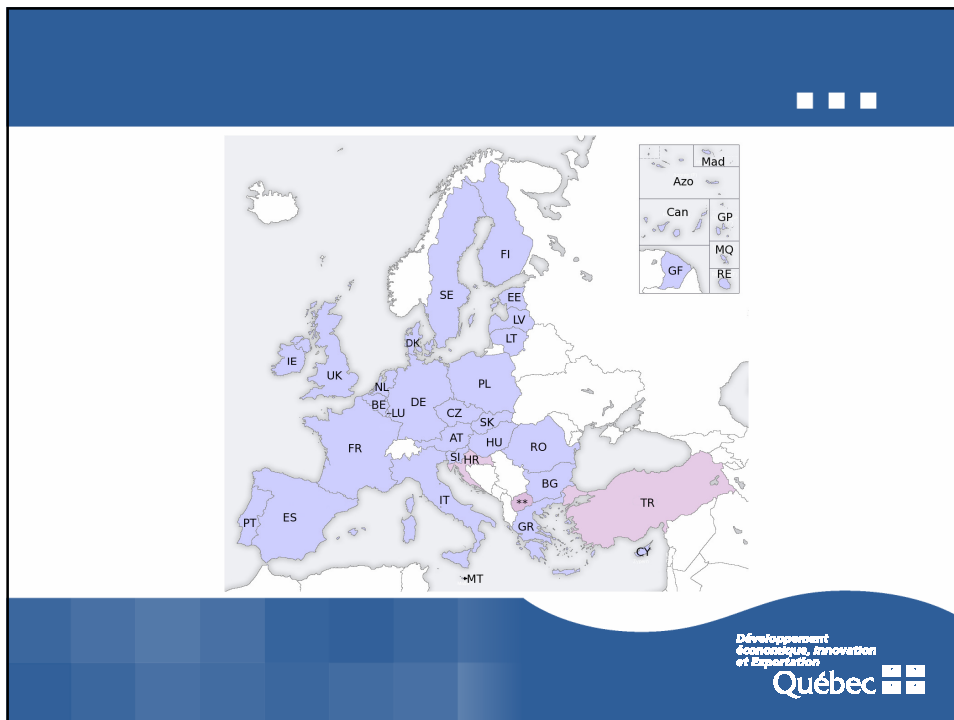 Mad
Azo
Can
GP
MQ
GF
RE
FI
SE
EE
LV
LT
DK
IE
UK
NL
PL
BE
DE
LU
CZ
SK
AT
HU
RO
FR
SI
HR
BG
IT
**
TR
PT
ES
GR
CY
MT
Développement
économique, Innovation
et Exportation
Québec